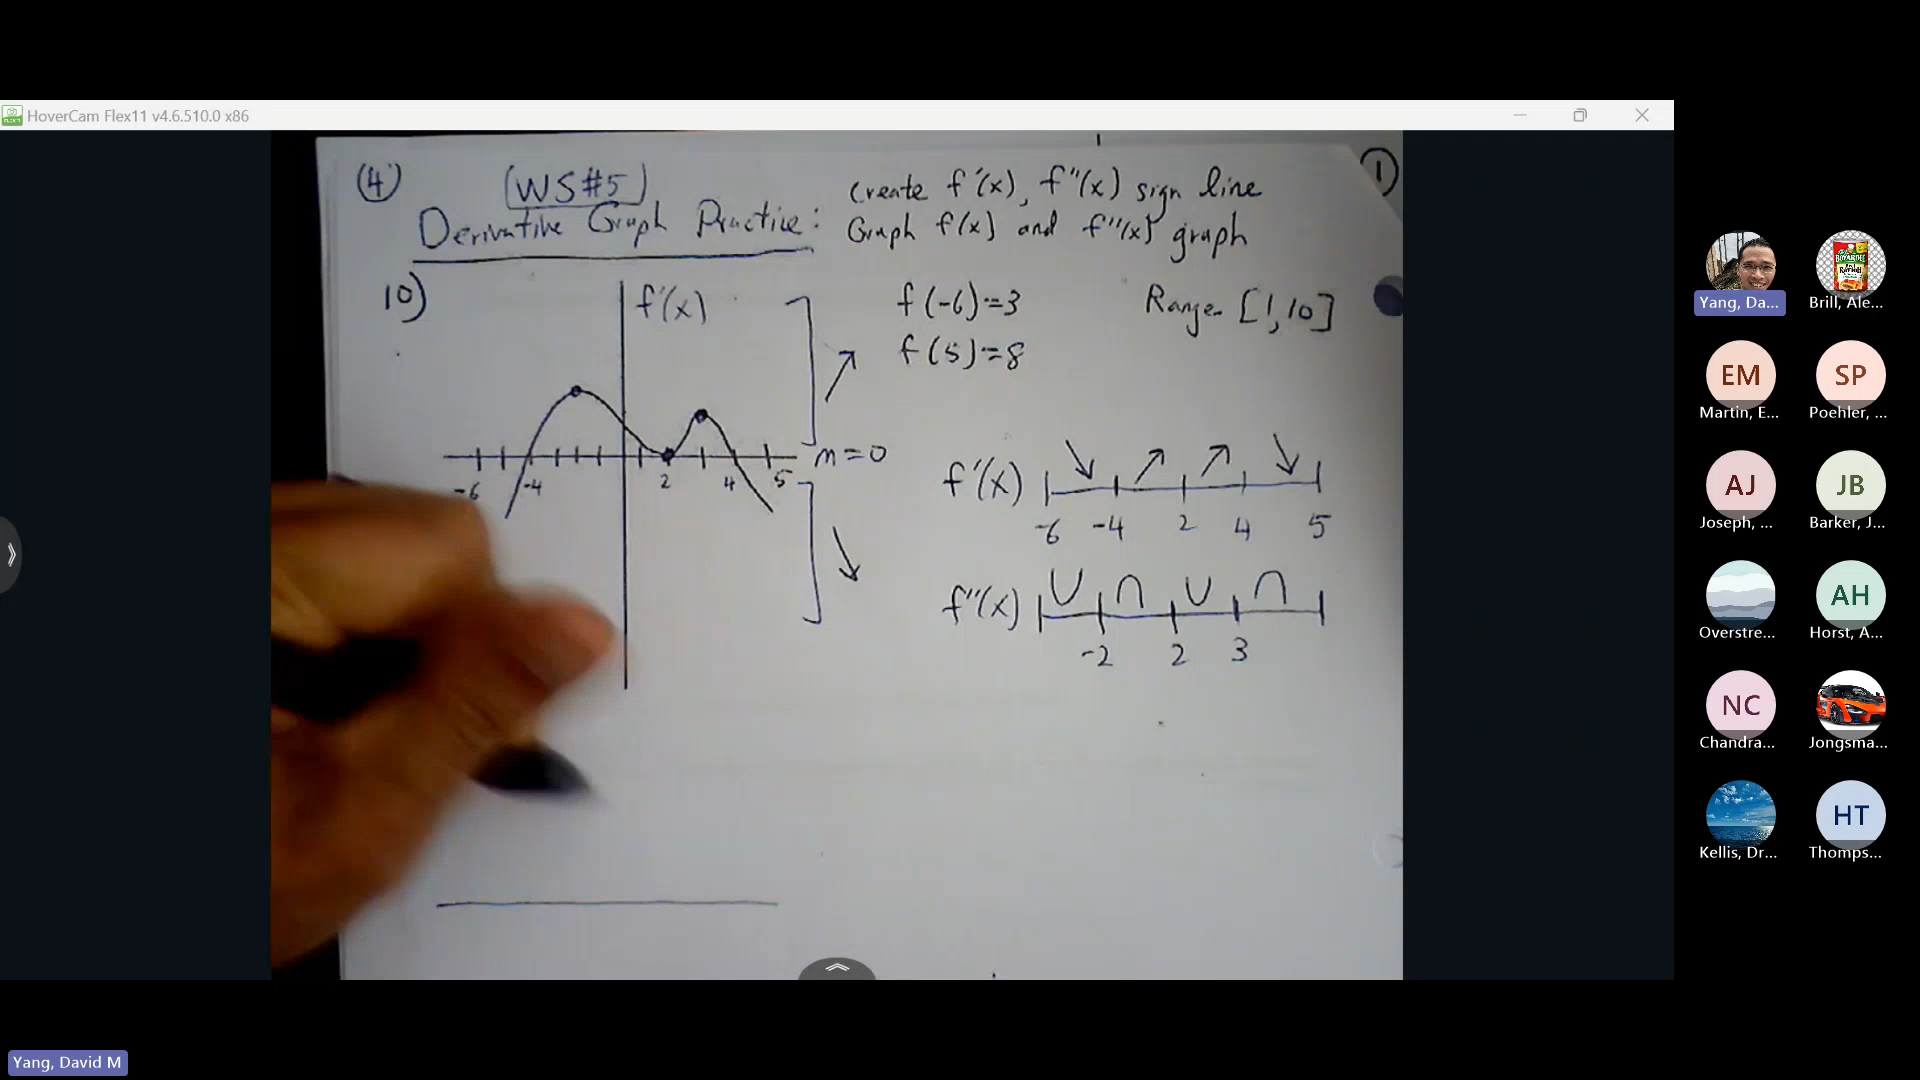 HoverCam Flex11 v4.6.510.0 x86
(4)
(WS#5)
Derivative Graph Practice:
Create f'(x), f''(x) sign line
Graph f(x) and f''(x) graph
1
10)
f'(x)
f(-6)=3
f(5)=8
Range- [1,10]
m=0
-6 -4 2 4 5
f'(x)
-6 -4 2 4 5
f''(x)
-2 2 3
Yang, Da...
Brill, Ale...
EM
Martin, E...
SP
Poehler, ...
AJ
Joseph, ...
JB
Barker, J...
Overstre...
AH
Horst, A...
NC
Chandra...
Jongsma...
Kellis, Dr...
HT
Thomps...
Yang, David M